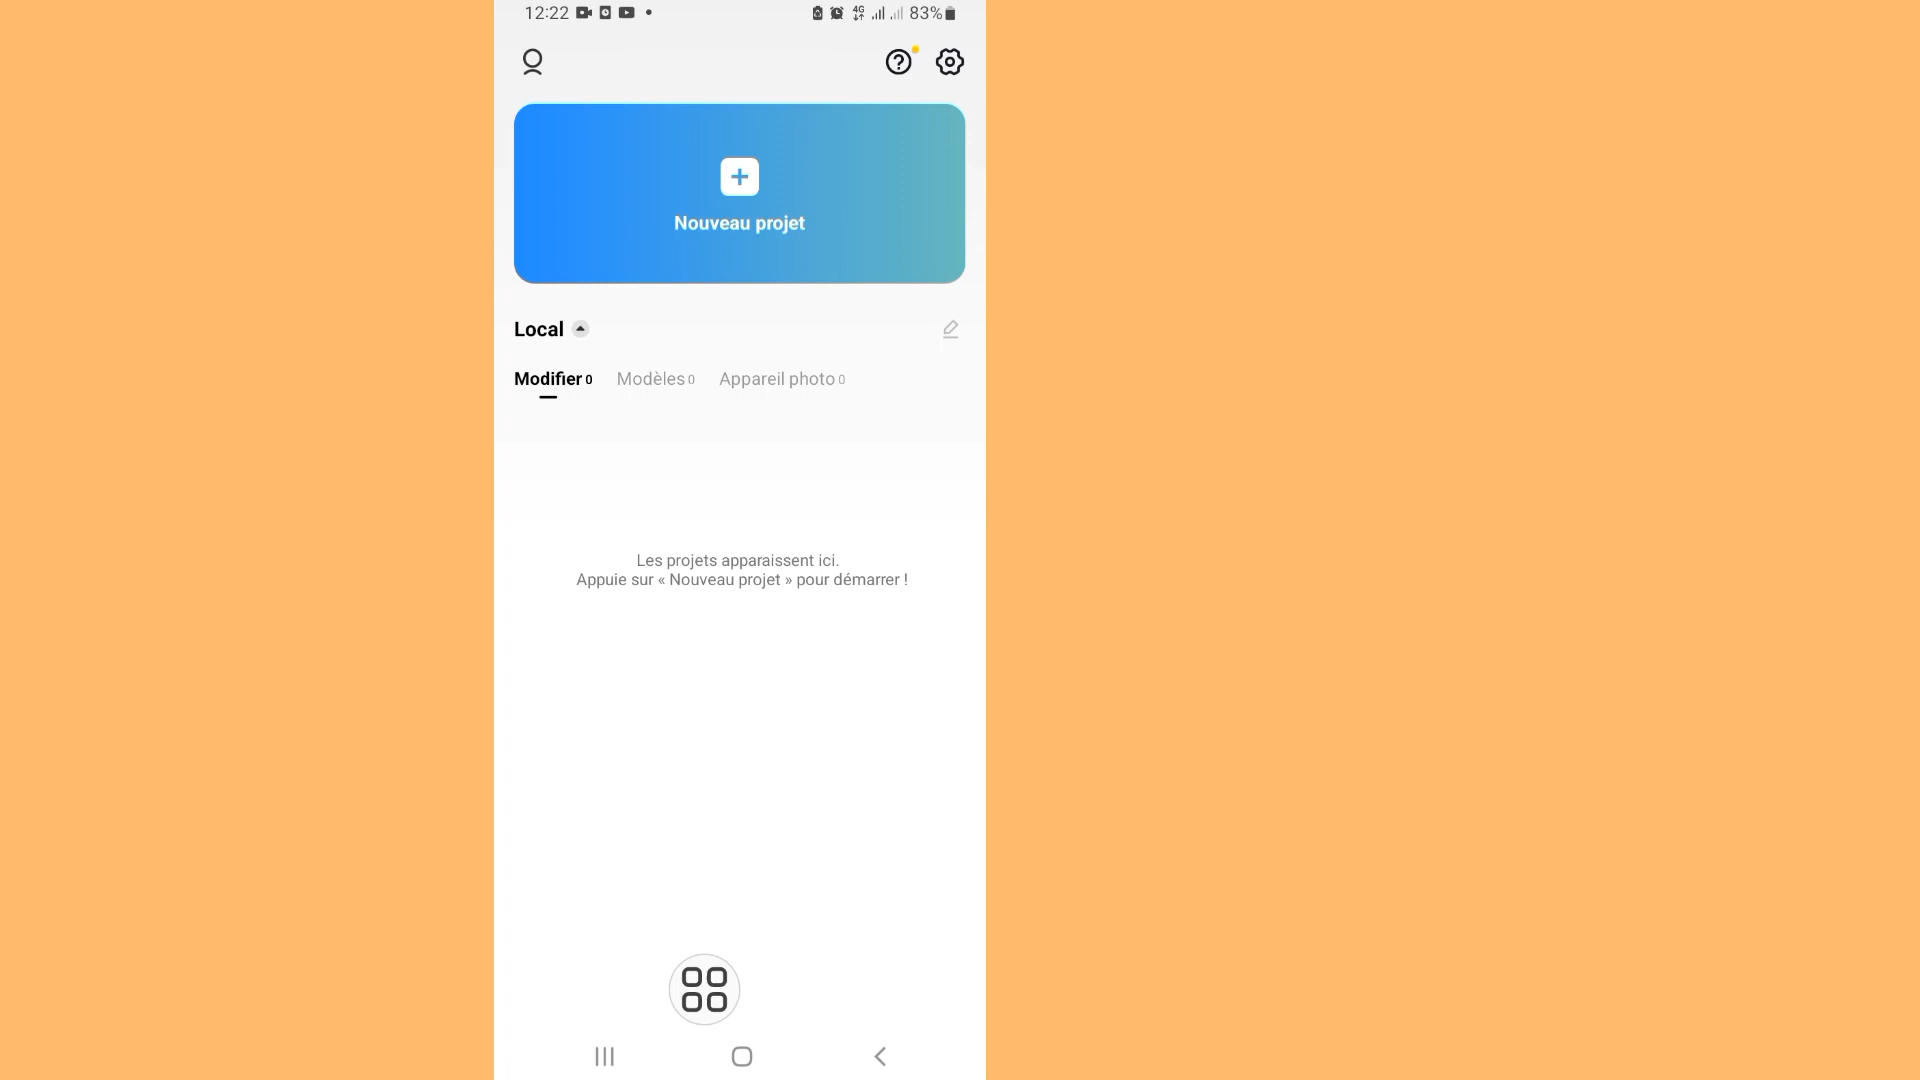 12:22
4G
83%
Nouveau projet
Local
Modifier 0 Modèles 0 Appareil photo 0
Les projets apparaissent ici.
Appuie sur « Nouveau projet » pour démarrer !